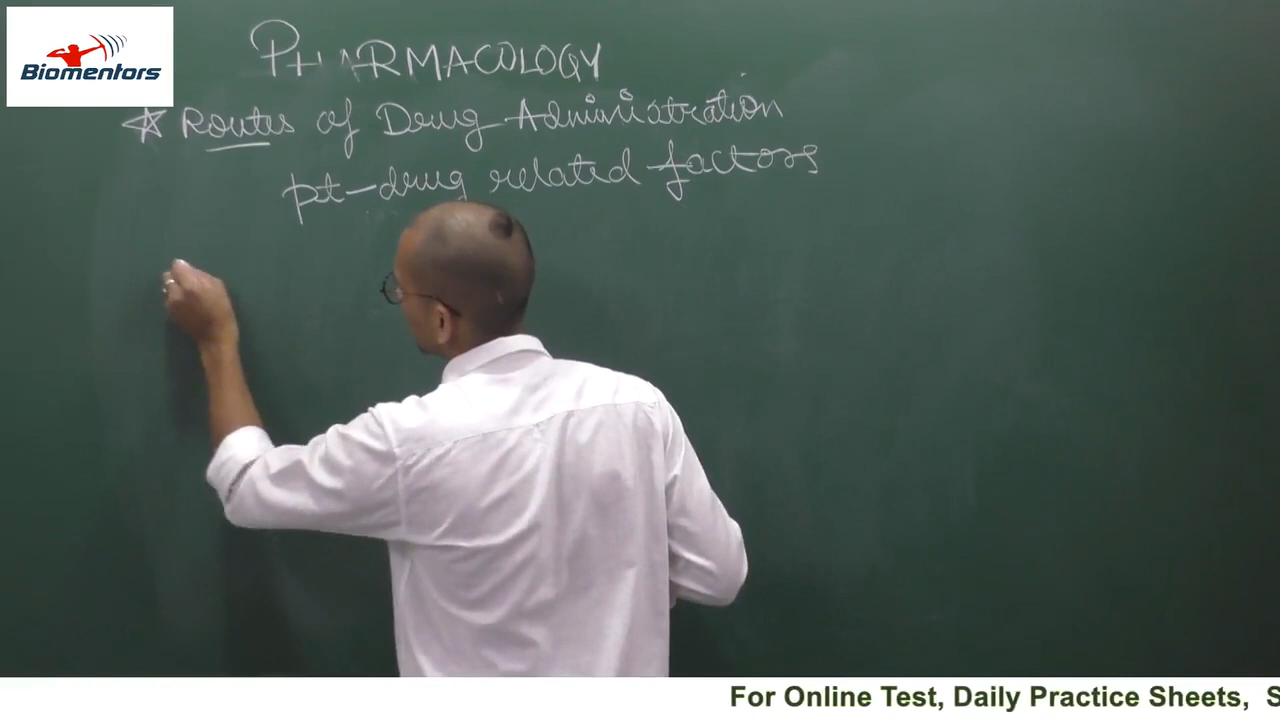 Biomentors
PHARMACOLOGY
Routes of Drug Administration
pt-drug related factors
For Online Test, Daily Practice Sheets, S